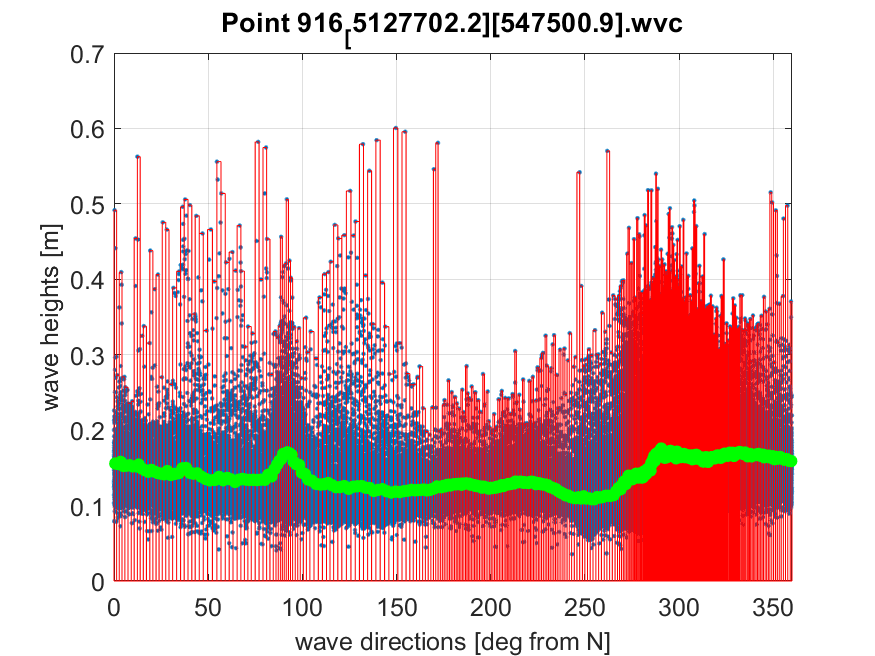 Point 916[5127702.2][547500.9].wvc
0.7
0.6
0.5
0.4
0.3
0.2
0.1
0
wave heights [m]
0 50 100 150 200 250 300 350
wave directions [deg from N]